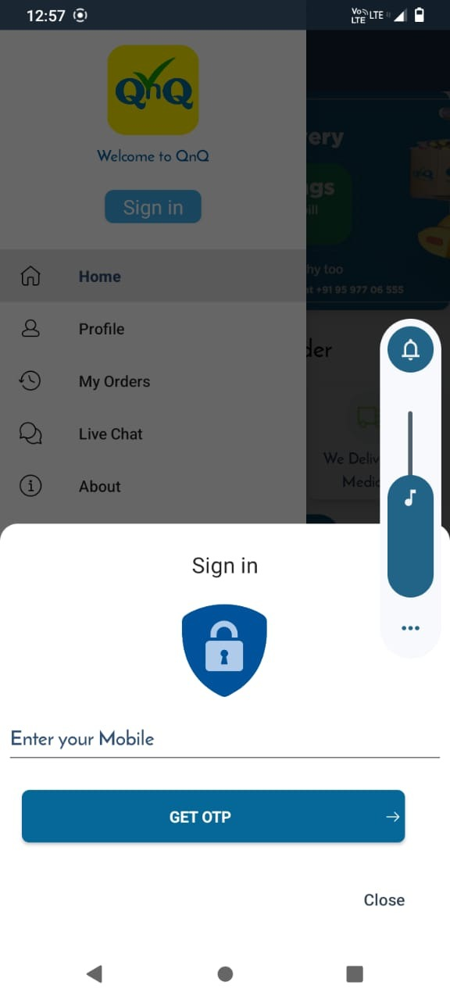 12:57
Vo LTE
LTE
QnQ
Welcome to QnQ
Sign in
ery
gs
ill
hy too
at +91 95 977 06 555
Home
Profile
der
My Orders
Live Chat
We Deliv
Medic
About
Sign in
Enter your Mobile
GET OTP
Close